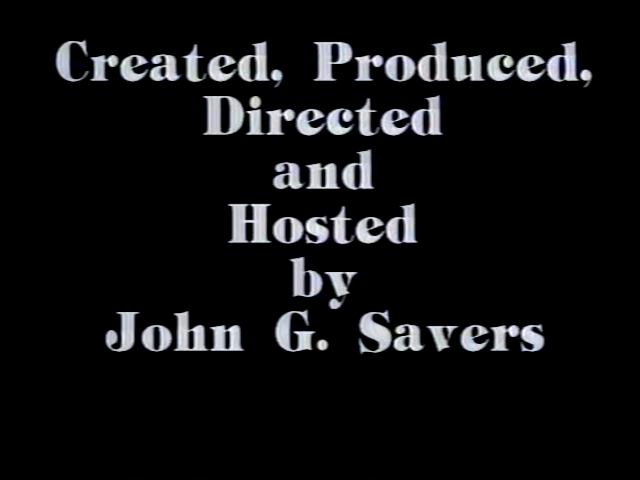 Created, Produced,
Directed
and
Hosted
by
John G. Savers